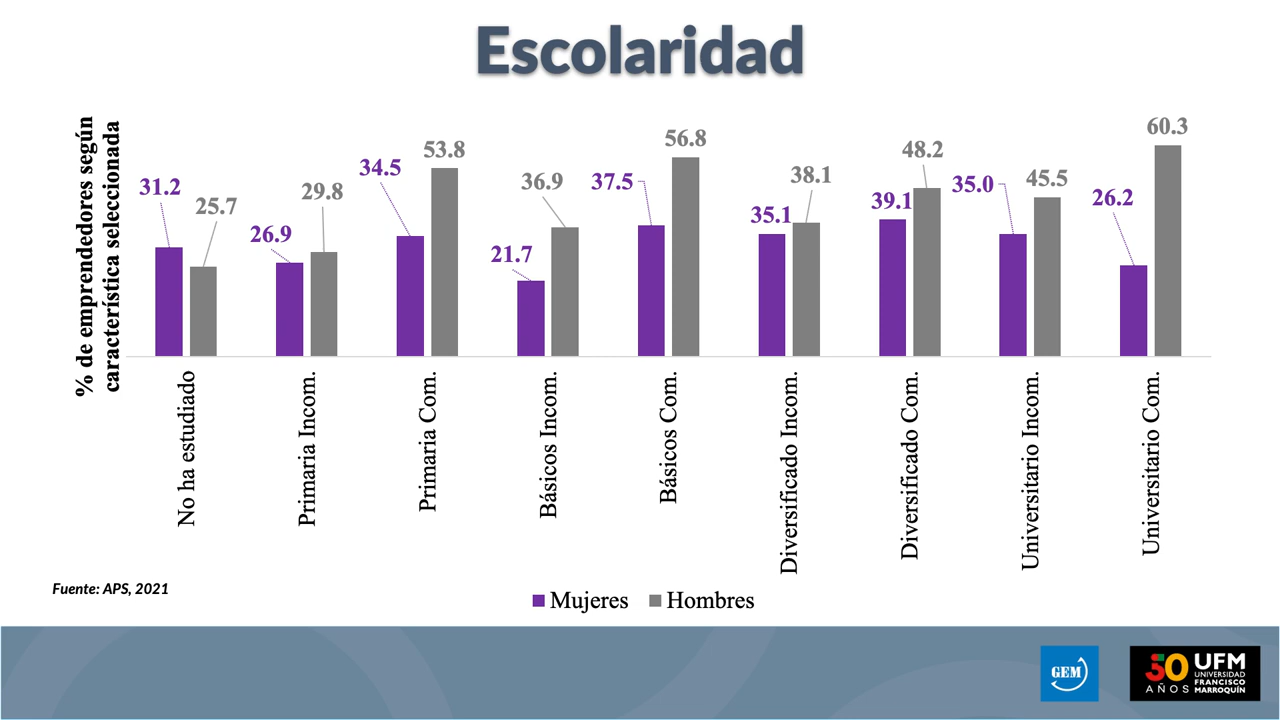 Escolaridad
% de emprendedores según
característica seleccionada
31.2
25.7
26.9
29.8
34.5
53.8
21.7
36.9
37.5
56.8
35.1
38.1
39.1
48.2
35.0
45.5
26.2
60.3
No ha estudiado
Primaria Incom.
Primaria Com.
Básicos Incom.
Básicos Com.
Diversificado Incom.
Diversificado Com.
Universitario Incom.
Universitario Com.
Fuente: APS, 2021
Mujeres
Hombres
GEM
50
AÑOS
UFM
UNIVERSIDAD
FRANCISCO
MARROQUÍN